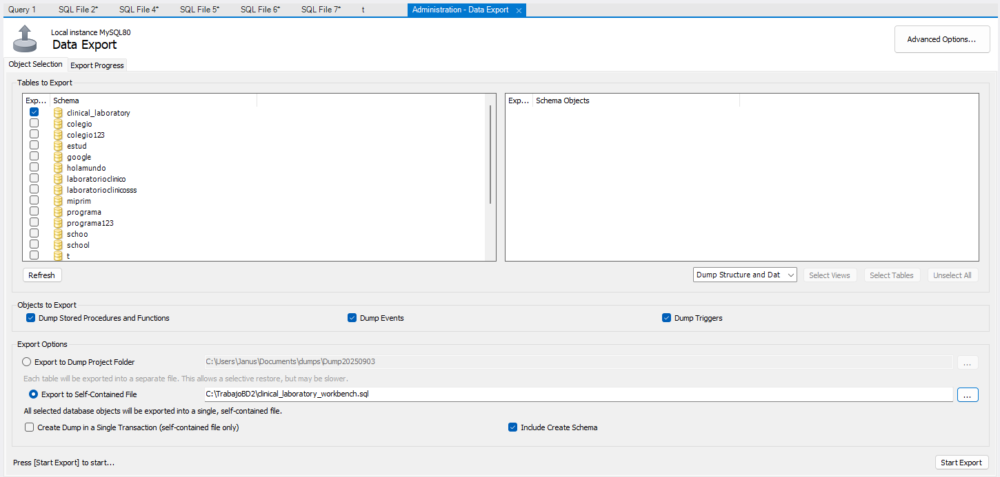 Query 1 SQL File 2* SQL File 4* SQL File 5* SQL File 6* SQL File 7* t Administration - Data Export
Local instance MySQL80
Data Export
Advanced Options...
Object Selection Export Progress
Tables to Export
Exp... Schema
clinical_laboratory
colegio
colegio123
estud
google
holamundo
laboratorioclinico
laboratorioclinicosss
miprim
programa
programa123
schoo
school
t
Exp... Schema Objects
Refresh Dump Structure and Dat Select Views Select Tables Unselect All
Objects to Export
Dump Stored Procedures and Functions Dump Events Dump Triggers
Export Options
Export to Dump Project Folder C:\Users\Janus\Documents\dumps\Dump20250903 ...
Each table will be exported into a separate file. This allows a selective restore, but may be slower.
Export to Self-Contained File C:\TrabajoBD2\clinical_laboratory_workbench.sql ...
All selected database objects will be exported into a single, self-contained file.
Create Dump in a Single Transaction (self-contained file only) Include Create Schema
Press [Start Export] to start... Start Export